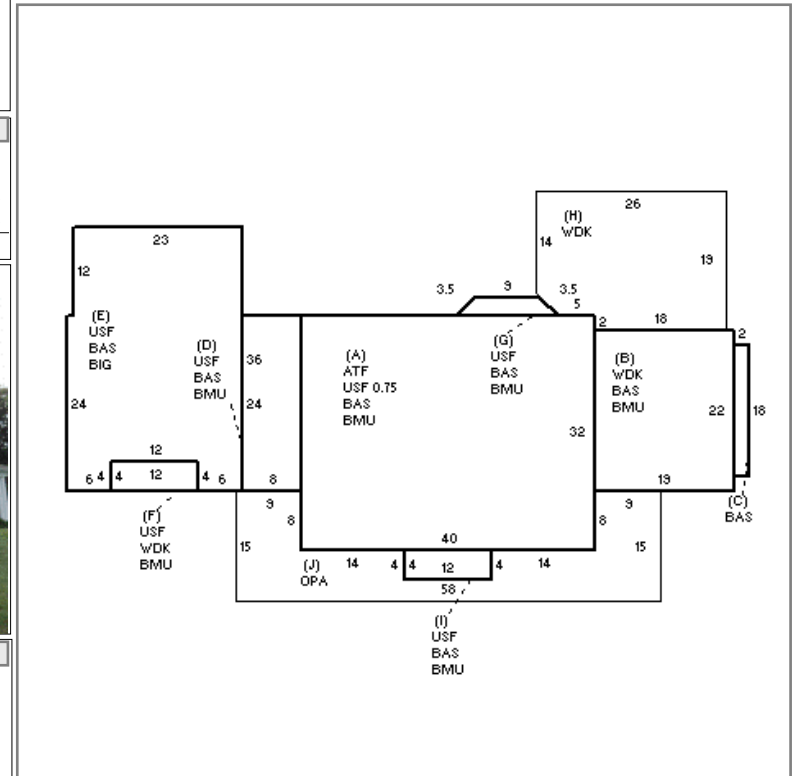 26
(H)
WDK
14
19
23
12
3.5
9
3.5
5
2
18
2
(E)
USF
BAS
BIG
(D)
USF
BAS
BMU
36
24
24
(A)
ATF
USF 0.75
BAS
BMU
(G)
USF
BAS
BMU
(B)
WDK
BAS
BMU
32
22
18
12
6
4
4
12
4
6
8
19
(C)
BAS
(F)
USF
WDK
BMU
9
8
15
9
8
15
40
(J)
OPA
14
4
4
12
4
14
58
(I)
USF
BAS
BMU